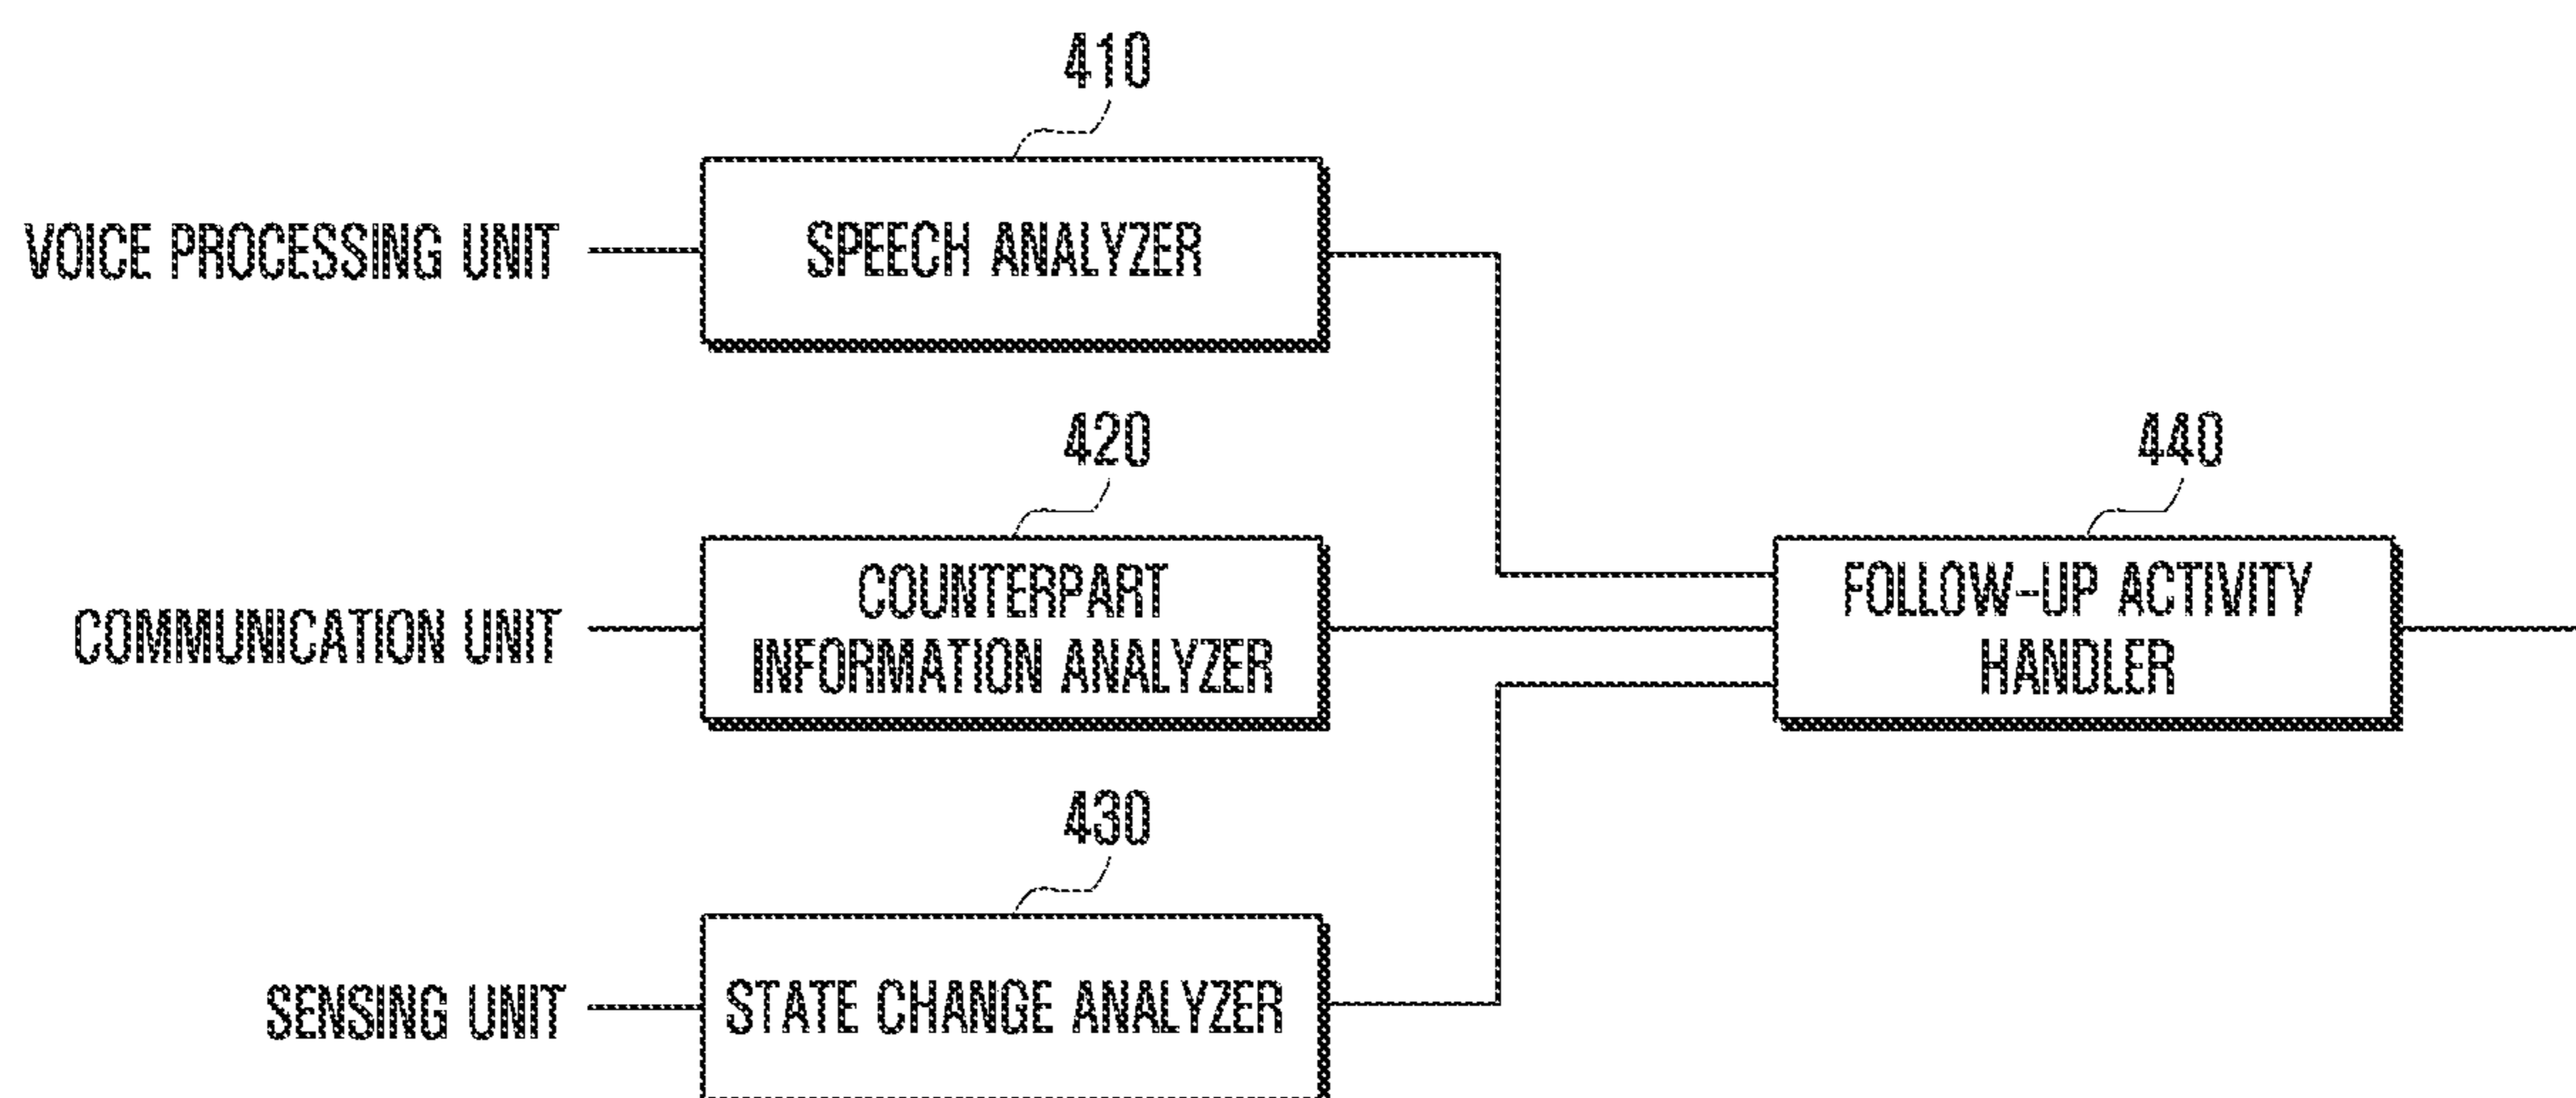 410
VOICE PROCESSING UNIT
SPEECH ANALYZER
420
440
COMMUNICATION UNIT
COUNTERPART
INFORMATION ANALYZER
FOLLOW-UP ACTIVITY
HANDLER
430
SENSING UNIT
STATE CHANGE ANALYZER